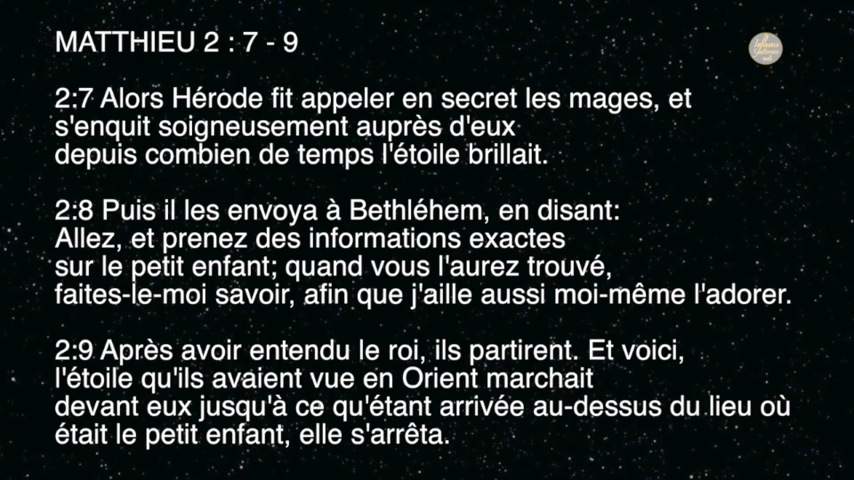 MATTHIEU 2 : 7 - 9
2:7 Alors Hérode fit appeler en secret les mages, et
s'enquit soigneusement auprès d'eux
depuis combien de temps l'étoile brillait.
2:8 Puis il les envoya à Bethléhem, en disant:
Allez, et prenez des informations exactes
sur le petit enfant; quand vous l'aurez trouvé,
faites-le-moi savoir, afin que j'aille aussi moi-même l'adorer.
2:9 Après avoir entendu le roi, ils partirent. Et voici,
l'étoile qu'ils avaient vue en Orient marchait
devant eux jusqu'à ce qu'étant arrivée au-dessus du lieu où
était le petit enfant, elle s'arrêta.